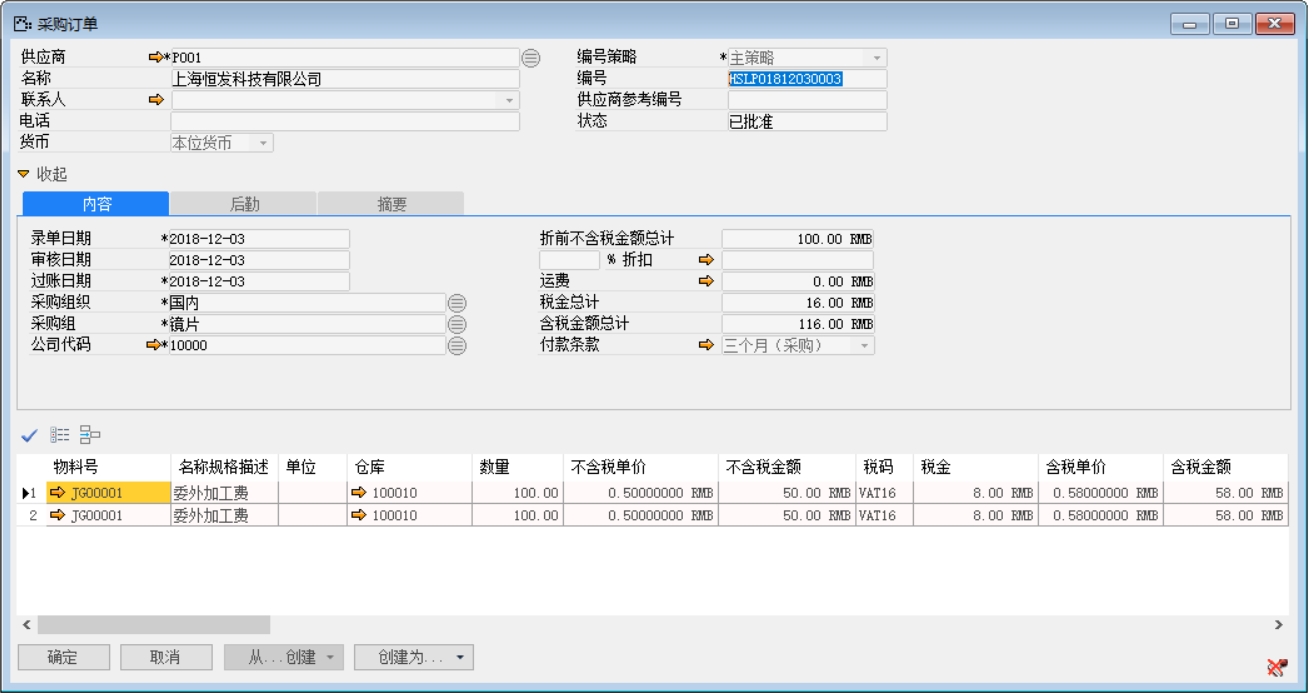 采购订单
供应商 *P001 编号策略 *主策略
名称 上海恒发科技有限公司 编号 HSLPO1812030003
联系人 供应商参考编号
电话 状态 已批准
货币 本位货币
收起
内容 后勤 摘要
录单日期 *2018-12-03 折前不含税金额总计 100.00 RMB
审核日期 2018-12-03 % 折扣
过账日期 *2018-12-03 运费 0.00 RMB
采购组织 *国内 税金总计 16.00 RMB
采购组 *镜片 含税金额总计 116.00 RMB
公司代码 *10000 付款条款 三个月（采购）
物料号 名称规格描述 单位 仓库 数量 不含税单价 不含税金额 税码 税金 含税单价 含税金额
1 JG00001 委外加工费 100010 100.00 0.50000000 RMB 50.00 RMB VAT16 8.00 RMB 0.58000000 RMB 58.00 RMB
2 JG00001 委外加工费 100010 100.00 0.50000000 RMB 50.00 RMB VAT16 8.00 RMB 0.58000000 RMB 58.00 RMB
确定 取消 从...创建 创建为...